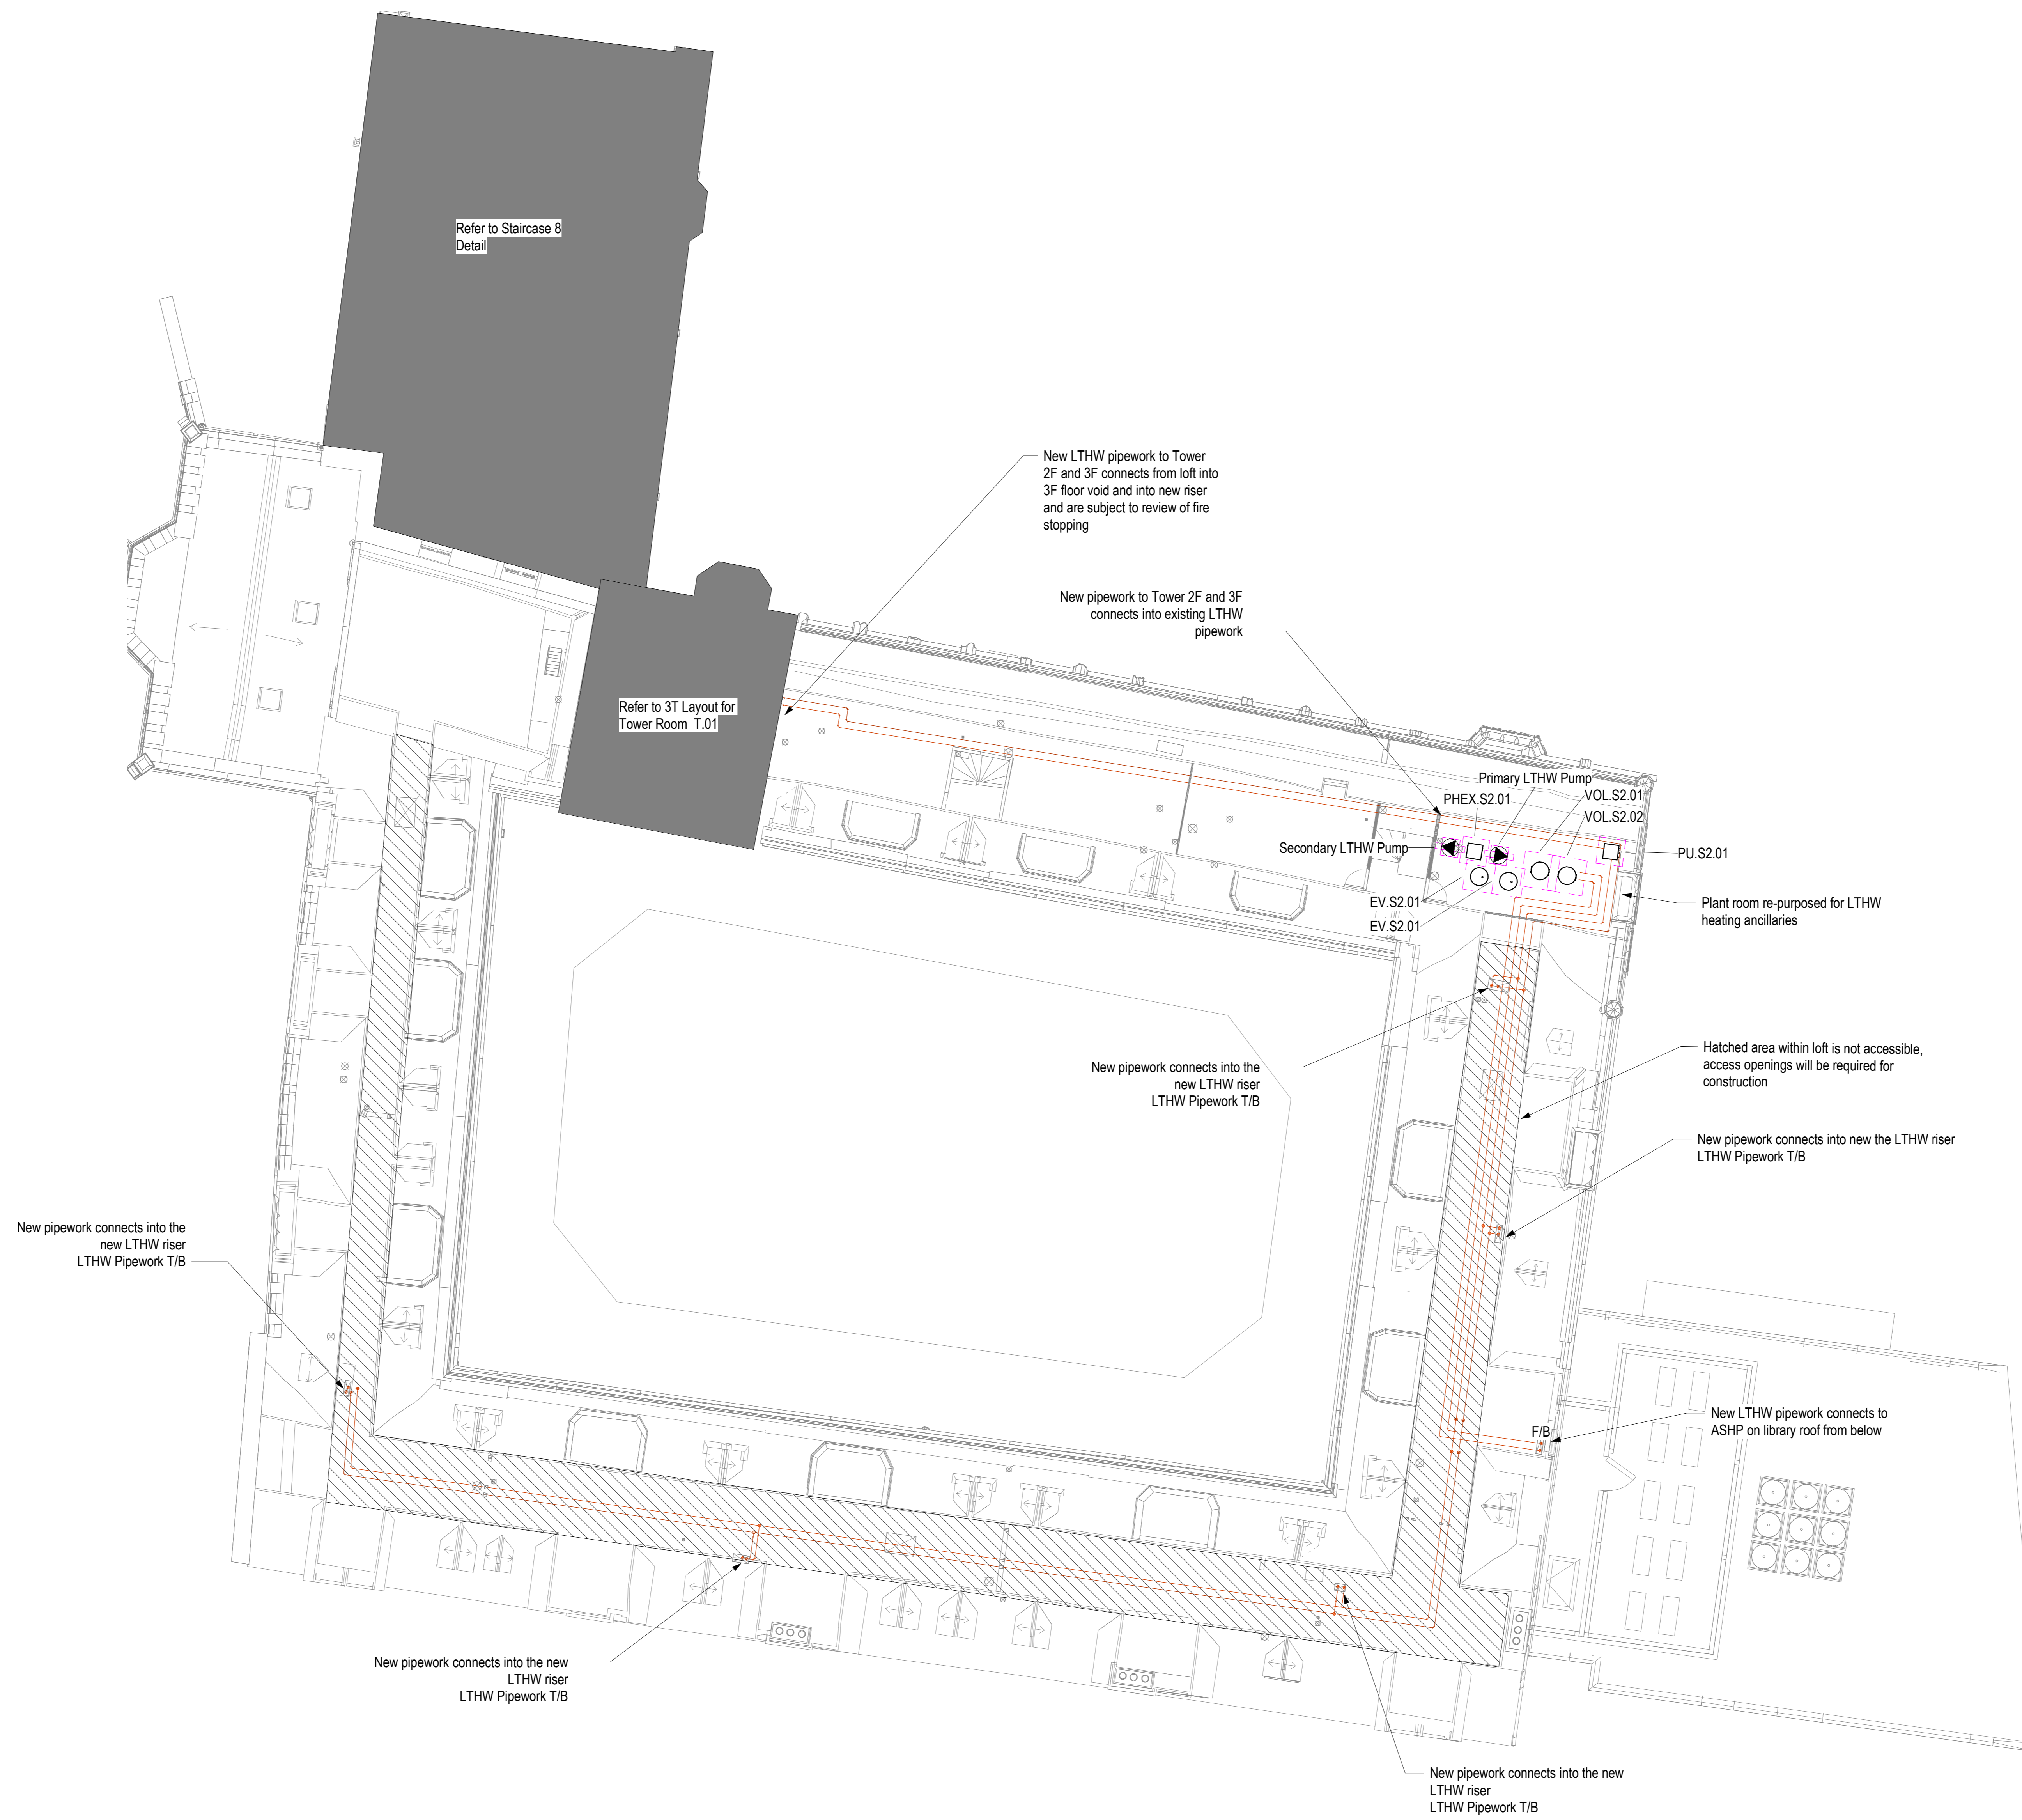 Refer to Staircase 8
Detail
New LTHW pipework to Tower
2F and 3F connects from loft into
3F floor void and into new riser
and are subject to review of fire
stopping
New pipework to Tower 2F and 3F
connects into existing LTHW
pipework
Refer to 3T Layout for
Tower Room T.01
Primary LTHW Pump
PHEX.S2.01
VOL.S2.01
VOL.S2.02
Secondary LTHW Pump
PU.S2.01
EV.S2.01
EV.S2.01
Plant room re-purposed for LTHW
heating ancillaries
Hatched area within loft is not accessible,
access openings will be required for
construction
New pipework connects into the
new LTHW riser
LTHW Pipework T/B
New pipework connects into new the LTHW riser
LTHW Pipework T/B
New pipework connects into the
new LTHW riser
LTHW Pipework T/B
F/B
New LTHW pipework connects to
ASHP on library roof from below
New pipework connects into the new
LTHW riser
LTHW Pipework T/B
New pipework connects into the new
LTHW riser
LTHW Pipework T/B